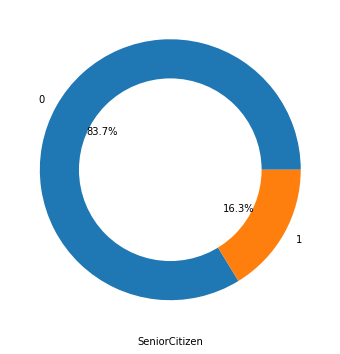 0
83.7%
16.3%
1
SeniorCitizen